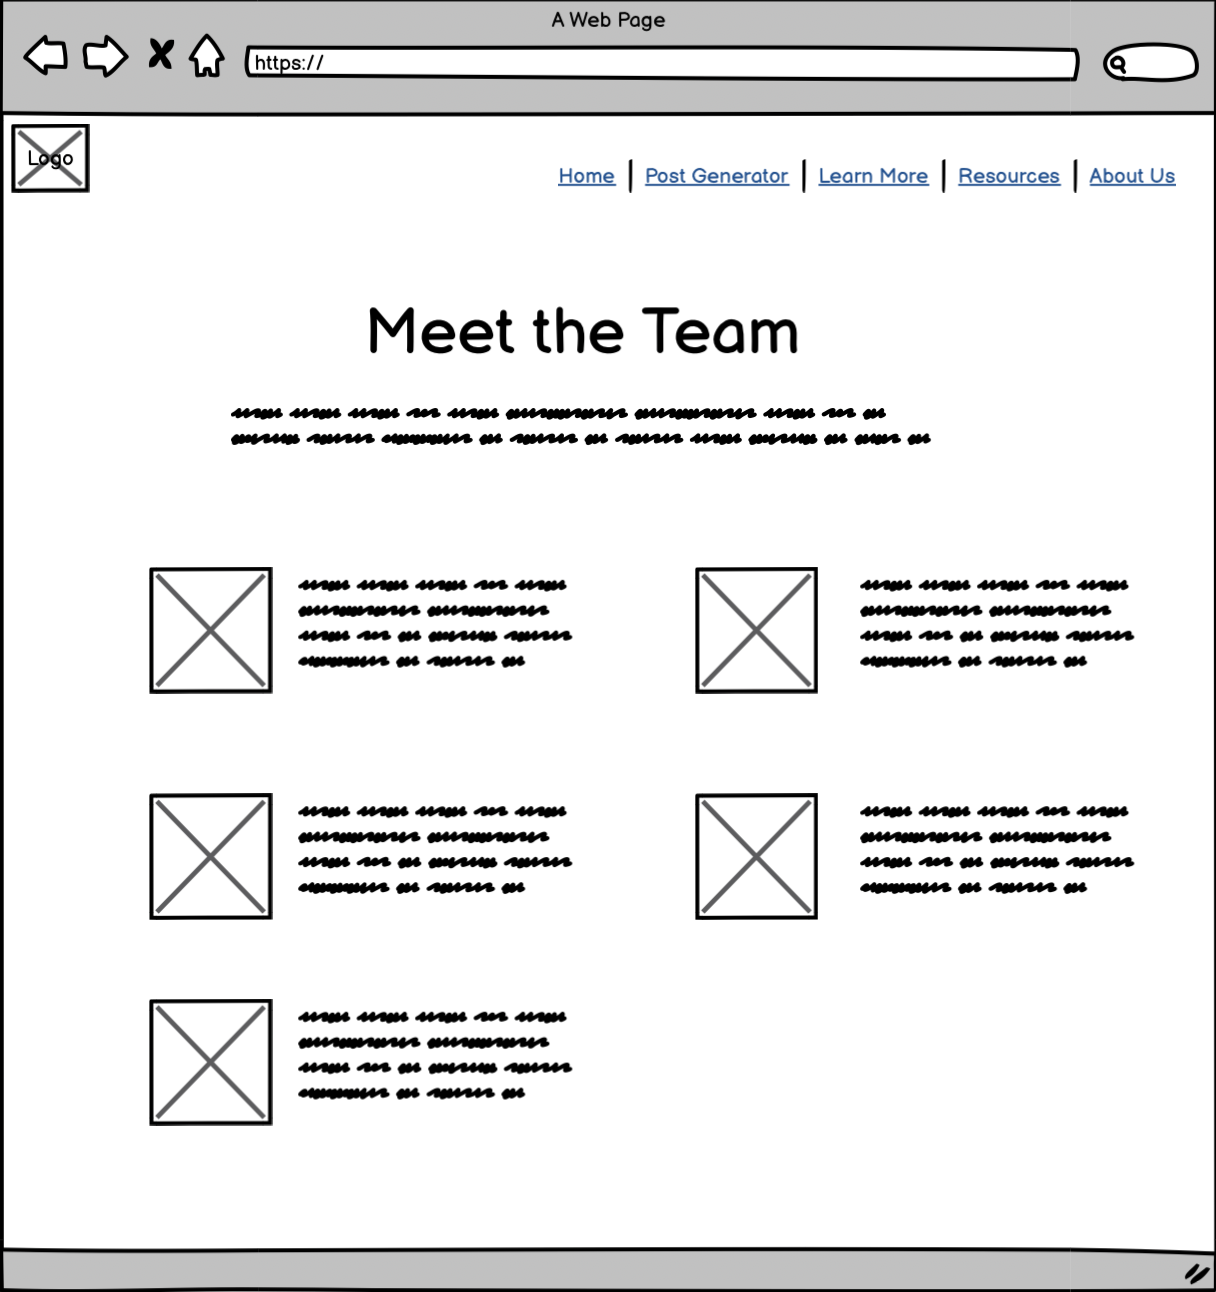 A Web Page
https://
Logo
Home | Post Generator | Learn More | Resources | About Us
Meet the Team